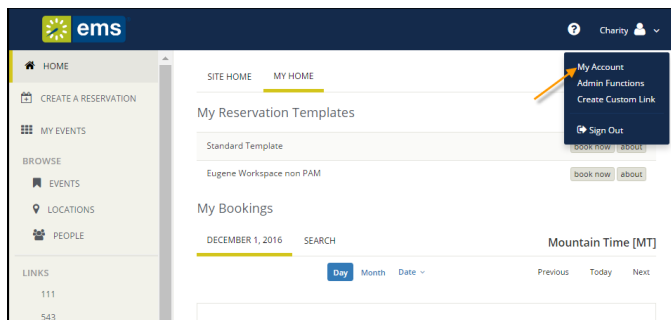 ems
Charity
HOME
CREATE A RESERVATION
MY EVENTS
BROWSE
EVENTS
LOCATIONS
PEOPLE
LINKS
111
543
SITE HOME MY HOME
My Account
Admin Functions
Create Custom Link
Sign Out
My Reservation Templates
Standard Template book now about
Eugene Workspace non PAM book now about
My Bookings
DECEMBER 1, 2016 SEARCH Mountain Time [MT]
Day Month Date Previous Today Next